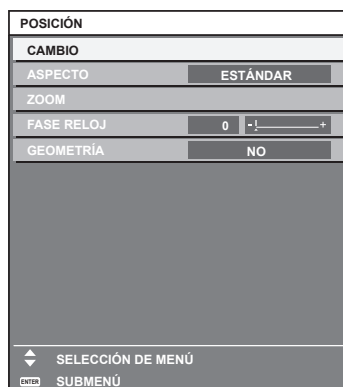 POSICIÓN
CAMBIO
ASPECTO ESTÁNDAR
ZOOM
FASE RELOJ 0 - +
GEOMETRÍA NO
SELECCIÓN DE MENÚ
ENTER SUBMENÚ